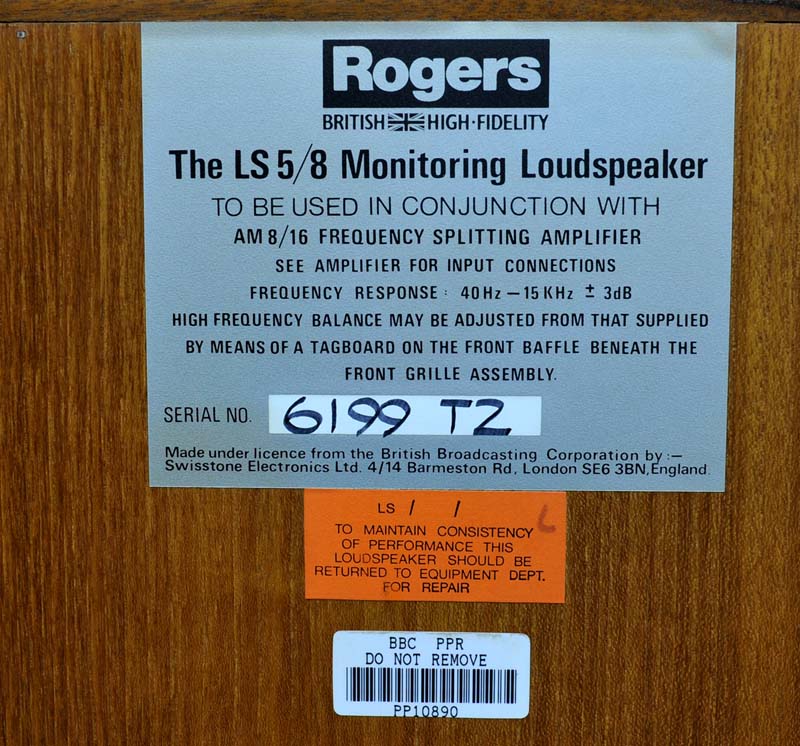 Rogers
BRITISH HIGH·FIDELITY
The LS 5/8 Monitoring Loudspeaker
TO BE USED IN CONJUNCTION WITH
AM 8/16 FREQUENCY SPLITTING AMPLIFIER
SEE AMPLIFIER FOR INPUT CONNECTIONS
FREQUENCY RESPONSE : 40Hz — 15KHz ± 3dB
HIGH FREQUENCY BALANCE MAY BE ADJUSTED FROM THAT SUPPLIED
BY MEANS OF A TAGBOARD ON THE FRONT BAFFLE BENEATH THE
FRONT GRILLE ASSEMBLY.
SERIAL NO. 6199 T2
Made under licence from the British Broadcasting Corporation by :—
Swisstone Electronics Ltd. 4/14 Barmeston Rd, London SE6 3BN, England.
LS / / L
TO MAINTAIN CONSISTENCY
OF PERFORMANCE THIS
LOUDSPEAKER SHOULD BE
RETURNED TO EQUIPMENT DEPT.
FOR REPAIR
BBC PPR
DO NOT REMOVE
PP10890